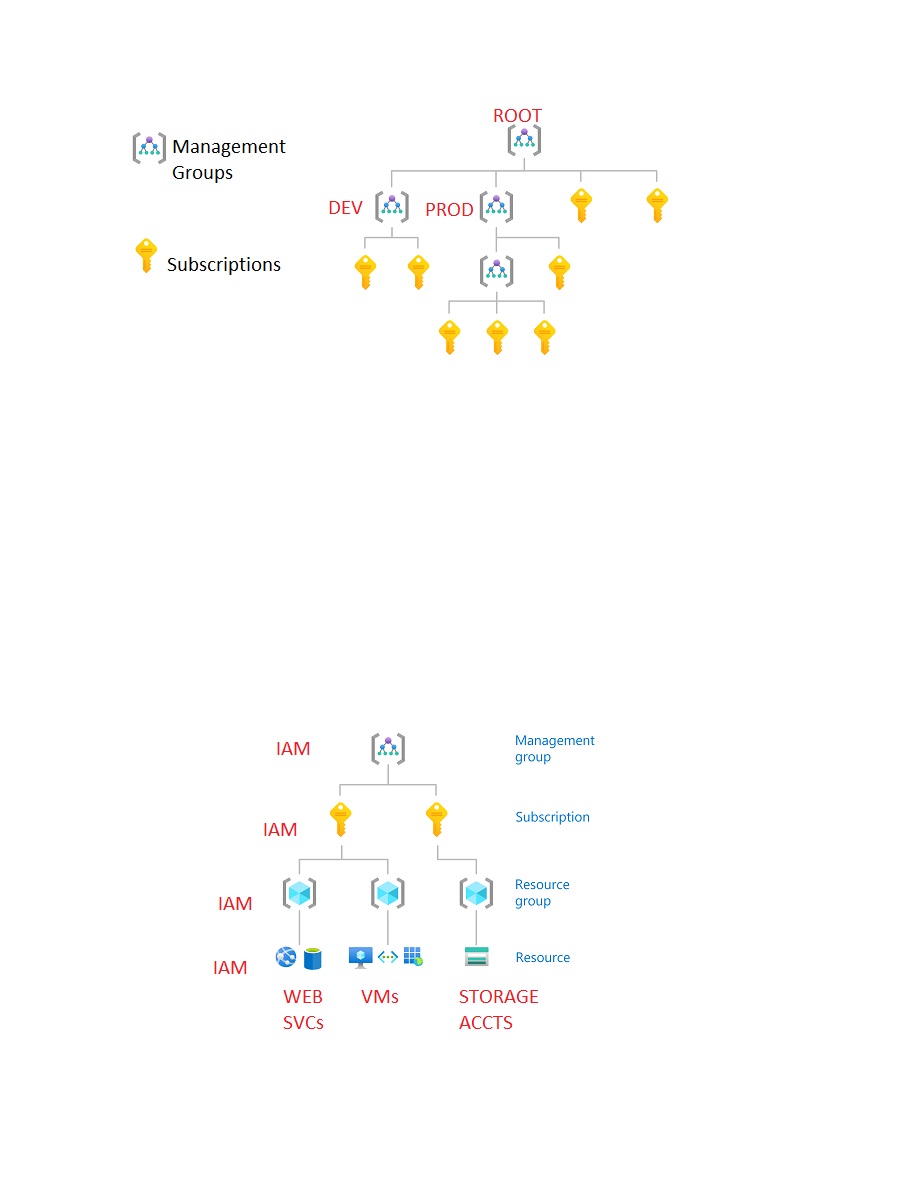 ROOT
Management
Groups
DEV
PROD
Subscriptions
IAM
Management
group
IAM
Subscription
IAM
Resource
group
IAM
Resource
WEB
SVCs
VMs
STORAGE
ACCTS